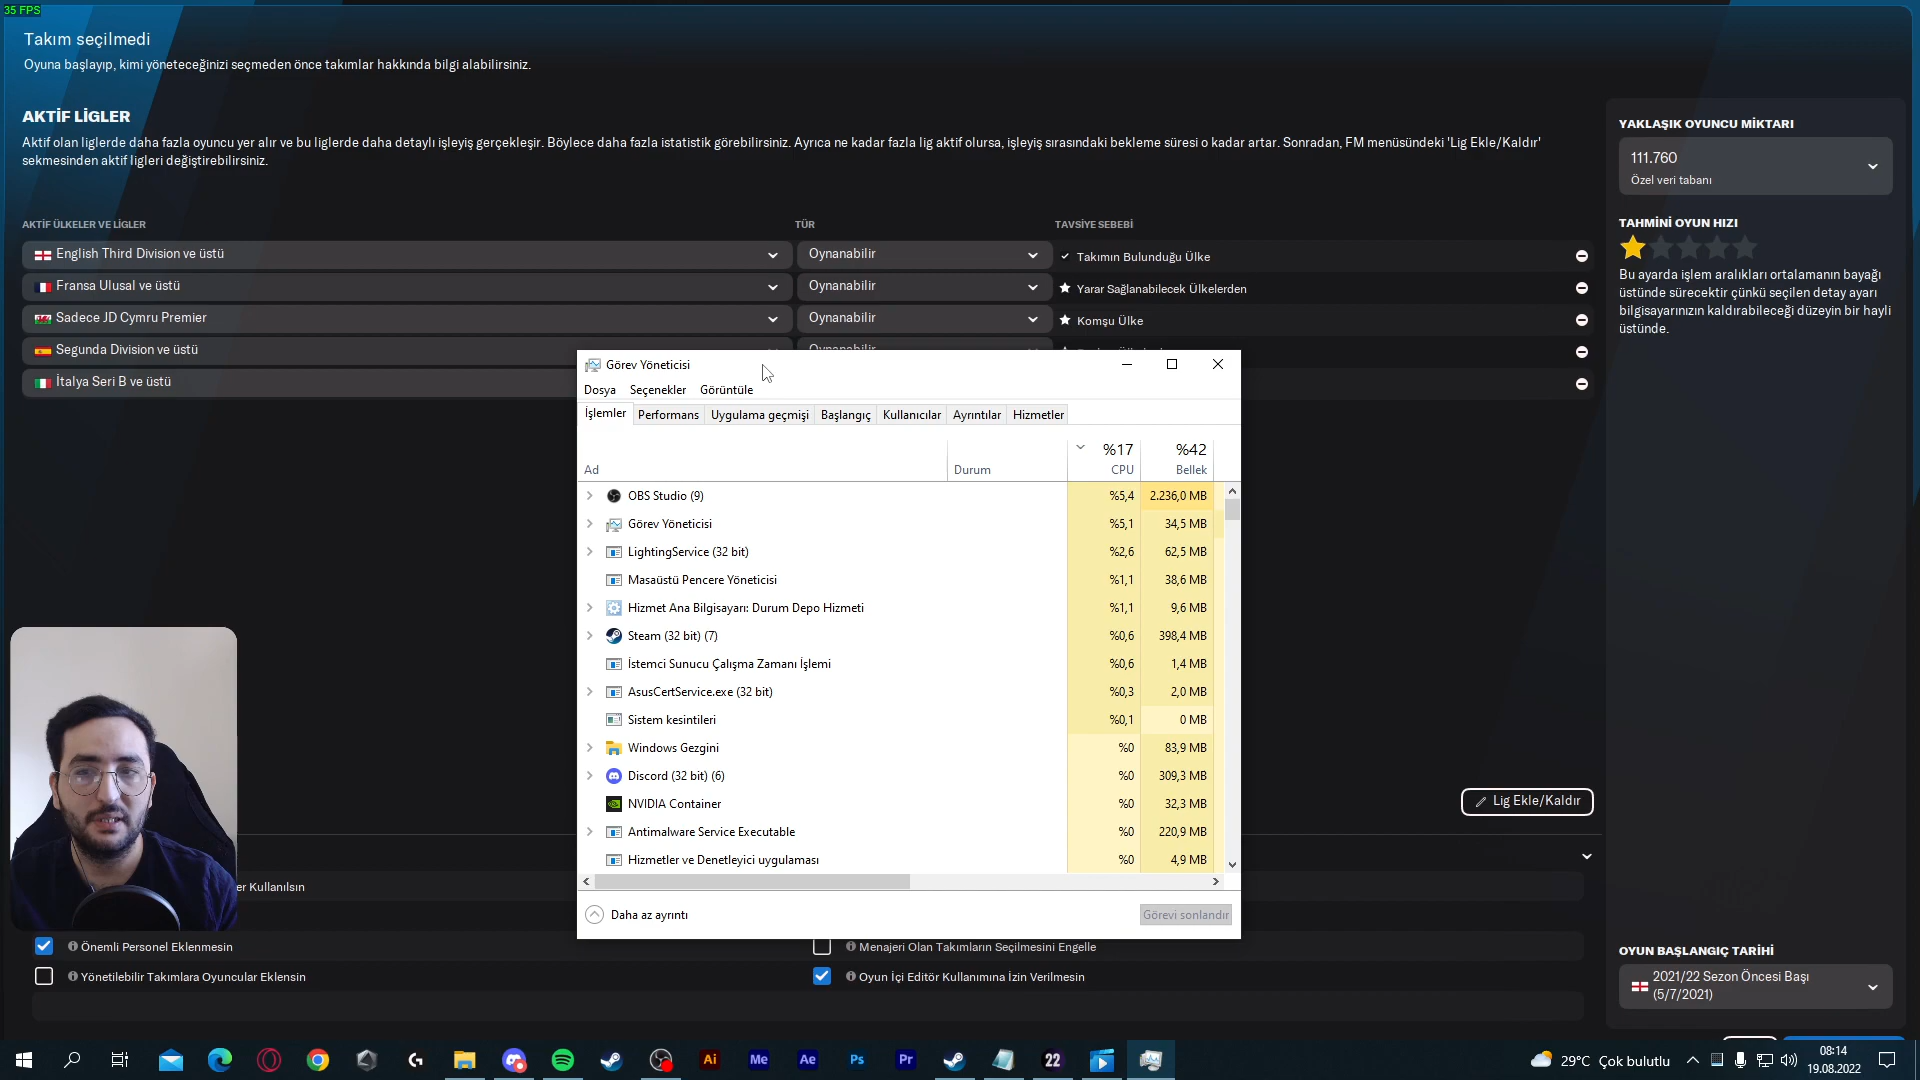 35 FPS
Takım seçilmedi
Oyuna başlayıp, kimi yöneteceğinizi seçmeden önce takımlar hakkında bilgi alabilirsiniz.
AKTİF LİGLER
Aktif olan liglerde daha fazla oyuncu yer alır ve bu liglerde daha detaylı işleyiş gerçekleşir. Böylece daha fazla istatistik görebilirsiniz. Ayrıca ne kadar fazla lig aktif olursa, işleyiş sırasındaki bekleme süresi o kadar artar. Sonradan, FM menüsündeki 'Lig Ekle/Kaldır'
sekmesinden aktif ligleri değiştirebilirsiniz.
AKTİF ÜLKELER VE LİGLER TÜR TAVSİYE SEBEBİ
English Third Division ve üstü Oynanabilir Takımın Bulunduğu Ülke
Fransa Ulusal ve üstü Oynanabilir Yarar Sağlanabilecek Ülkelerden
Sadece JD Cymru Premier Oynanabilir Komşu Ülke
Segunda Division ve üstü Oynanabilir
İtalya Seri B ve üstü
YAKLAŞIK OYUNCU MİKTARI
111.760
Özel veri tabanı
TAHMİNİ OYUN HIZI
Bu ayarda işlem aralıkları ortalamanın bayağı
üstünde sürecektir çünkü seçilen detay ayarı
bilgisayarınızın kaldırabileceği düzeyin bir hayli
üstünde.
Görev Yöneticisi
Dosya Seçenekler Görüntüle
İşlemler Performans Uygulama geçmişi Başlangıç Kullanıcılar Ayrıntılar Hizmetler
%17 %42
Ad Durum CPU Bellek
OBS Studio (9) %5,4 2.236,0 MB
Görev Yöneticisi %5,1 34,5 MB
LightingService (32 bit) %2,6 62,5 MB
Masaüstü Pencere Yöneticisi %1,1 38,6 MB
Hizmet Ana Bilgisayarı: Durum Depo Hizmeti %1,1 9,6 MB
Steam (32 bit) (7) %0,6 398,4 MB
İstemci Sunucu Çalışma Zamanı İşlemi %0,6 1,4 MB
AsusCertService.exe (32 bit) %0,3 2,0 MB
Sistem kesintileri %0,1 0 MB
Windows Gezgini %0 83,9 MB
Discord (32 bit) (6) %0 309,3 MB
NVIDIA Container %0 32,3 MB
Antimalware Service Executable %0 220,9 MB
Hizmetler ve Denetleyici uygulaması %0 4,9 MB
Daha az ayrıntı Görevi sonlandır
Lig Ekle/Kaldır
er Kullanılsın
Önemli Personel Eklenmesin Menajeri Olan Takımların Seçilmesini Engelle
Yönetilebilir Takımlara Oyuncular Eklensin Oyun İçi Editör Kullanımına İzin Verilmesin
OYUN BAŞLANGIÇ TARİHİ
2021/22 Sezon Öncesi Başı
(5/7/2021)
Ai Me Ae Ps Pr 22
29°C Çok bulutlu
08:14
19.08.2022